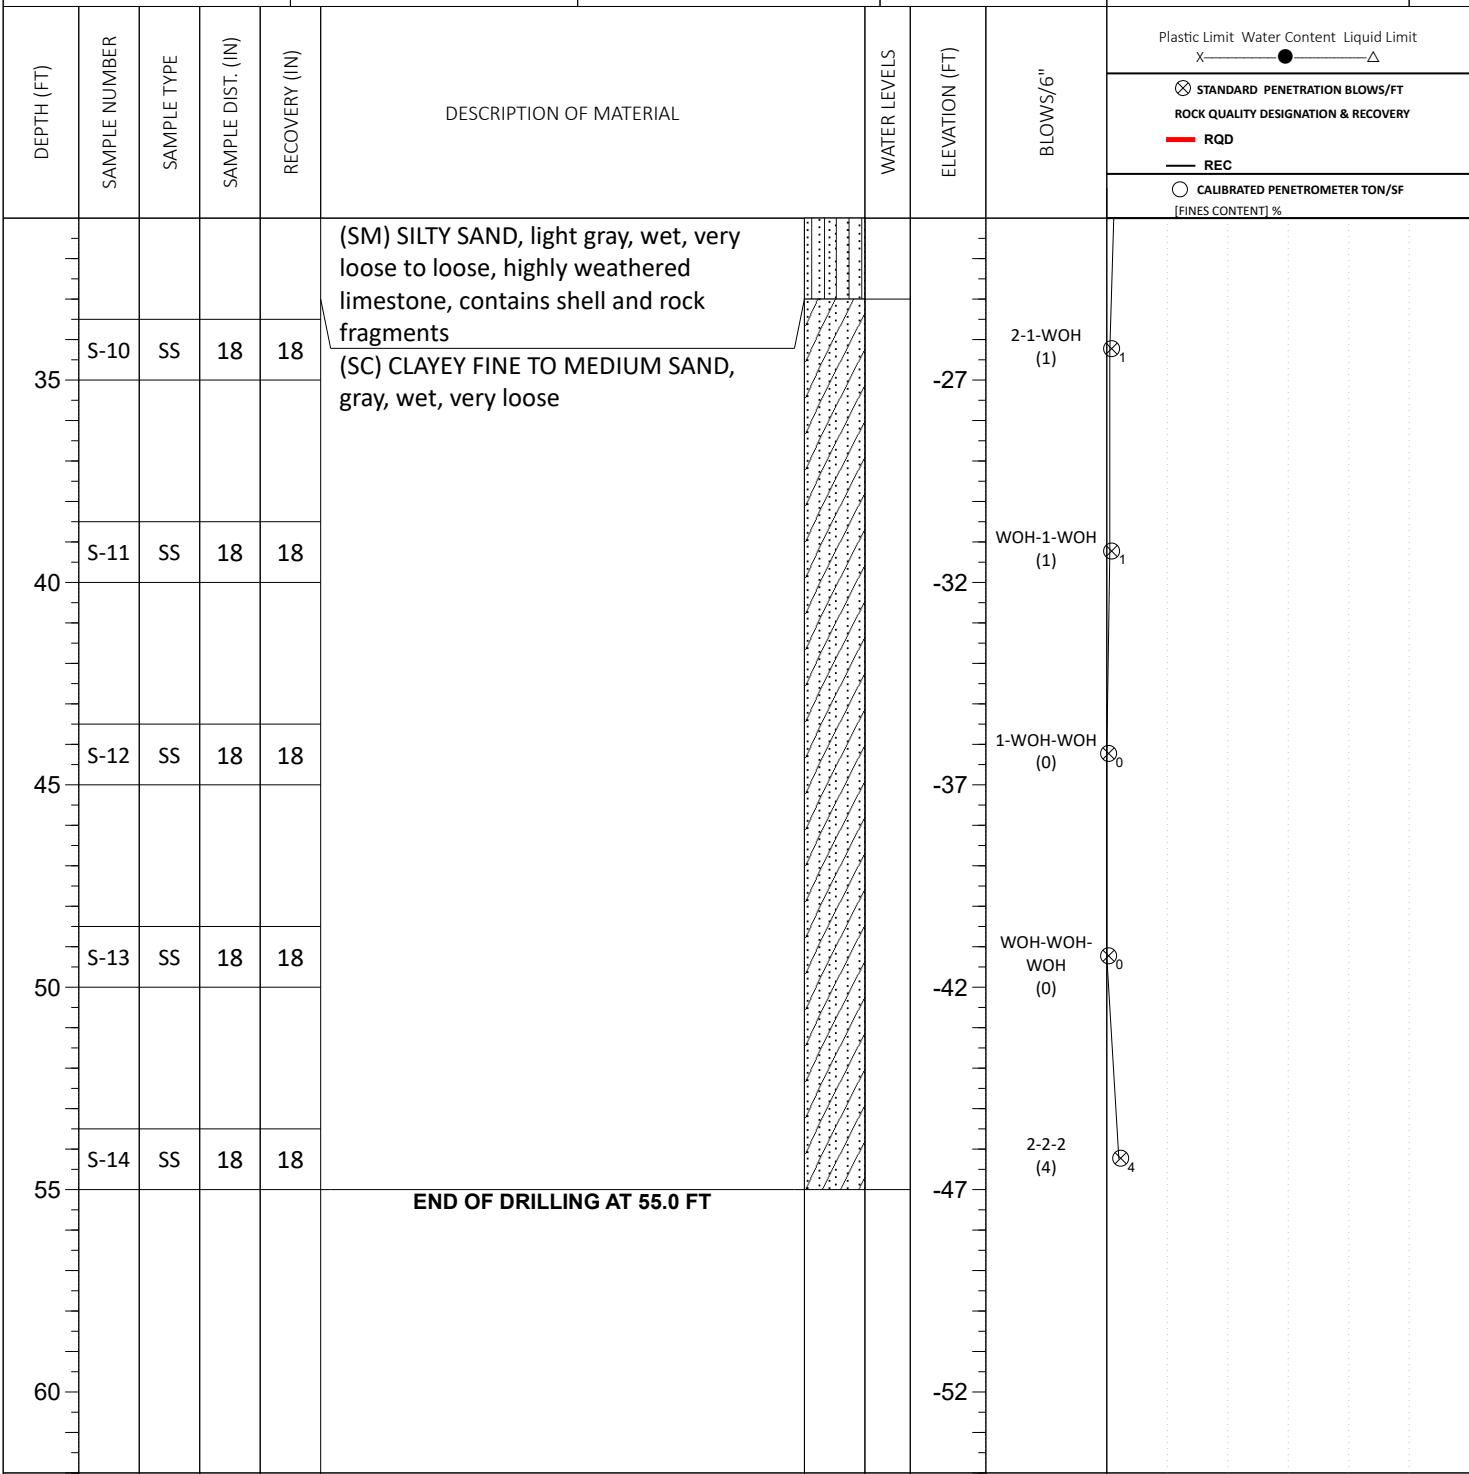 DEPTH (FT)
SAMPLE NUMBER
SAMPLE TYPE
SAMPLE DIST. (IN)
RECOVERY (IN)
DESCRIPTION OF MATERIAL
WATER LEVELS
ELEVATION (FT)
BLOWS/6"
Plastic Limit Water Content Liquid Limit
X
STANDARD PENETRATION BLOWS/FT
ROCK QUALITY DESIGNATION & RECOVERY
RQD
REC
CALIBRATED PENETROMETER TON/SF
[FINES CONTENT] %
(SM) SILTY SAND, light gray, wet, very
loose to loose, highly weathered
limestone, contains shell and rock
fragments
S-10 SS 18 18
2-1-WOH
(1)
1
(SC) CLAYEY FINE TO MEDIUM SAND,
gray, wet, very loose
35
-27
S-11 SS 18 18
WOH-1-WOH
(1)
1
40
-32
S-12 SS 18 18
1-WOH-WOH
(0)
0
45
-37
S-13 SS 18 18
WOH-WOH-
WOH
(0)
0
50
-42
S-14 SS 18 18
2-2-2
(4)
4
55
-47
END OF DRILLING AT 55.0 FT
60
-52